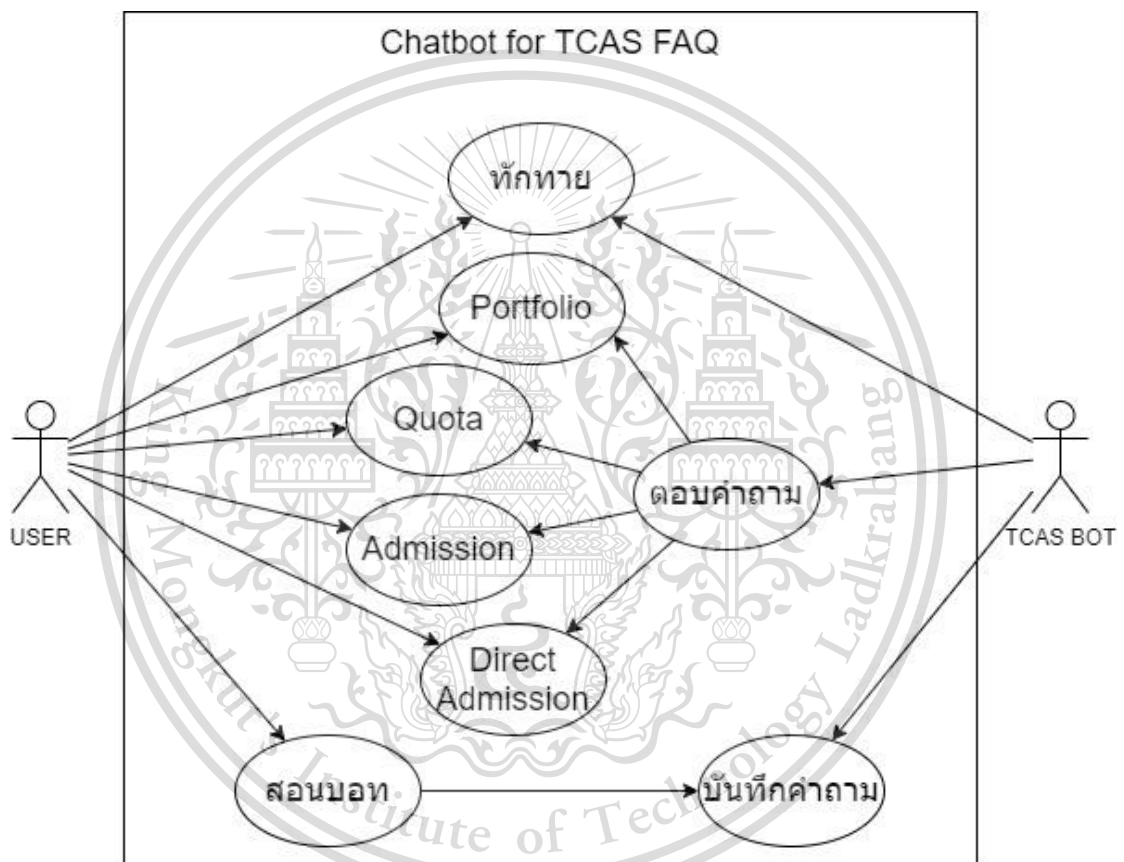 Chatbot for TCAS FAQ
ทักทาย
Portfolio
Quota
ตอบคำถาม
Admission
Direct
Admission
สอนบอท
บันทึกคำถาม
USER
TCAS BOT
King Mongkut's Institute of Technology Ladkrabang